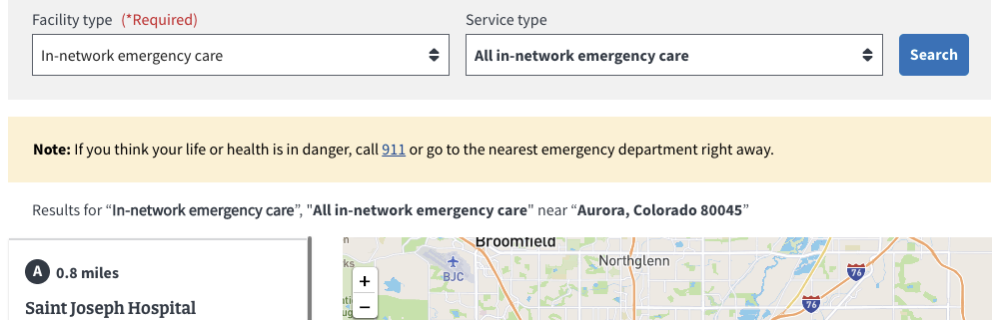 Facility type (*Required)
Service type
In-network emergency care
All in-network emergency care
Search
Note: If you think your life or health is in danger, call 911 or go to the nearest emergency department right away.
Results for “In-network emergency care”, "All in-network emergency care" near “Aurora, Colorado 80045”
A 0.8 miles
Saint Joseph Hospital
Broomfield
Northglenn
BJC
76
76
+
−